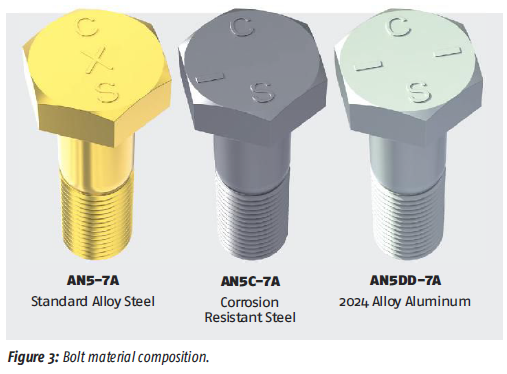 C
X
S
C
– S
C
– –
S
AN5-7A
Standard Alloy Steel
AN5C-7A
Corrosion
Resistant Steel
AN5DD-7A
2024 Alloy Aluminum
Figure 3: Bolt material composition.